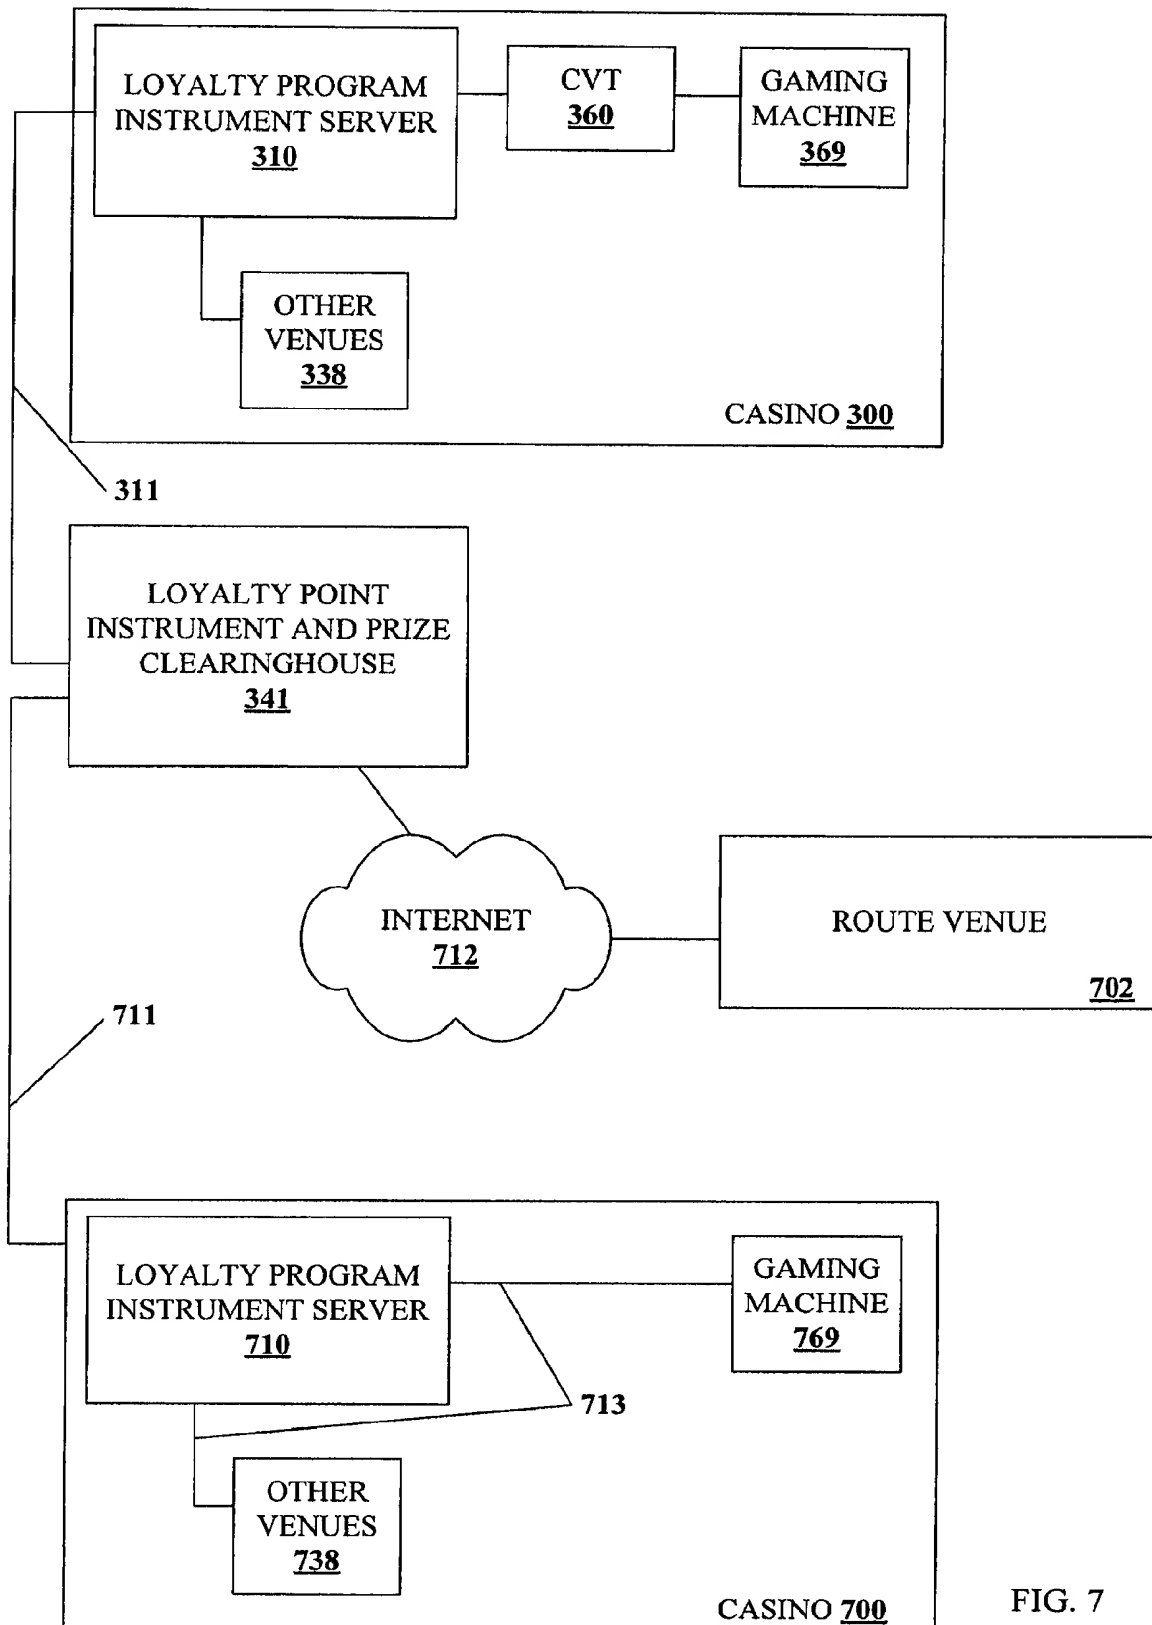 LOYALTY PROGRAM
INSTRUMENT SERVER
310
CVT
360
GAMING
MACHINE
369
OTHER
VENUES
338
CASINO 300
311
LOYALTY POINT
INSTRUMENT AND PRIZE
CLEARINGHOUSE
341
INTERNET
712
ROUTE VENUE
702
711
LOYALTY PROGRAM
INSTRUMENT SERVER
710
GAMING
MACHINE
769
713
OTHER
VENUES
738
CASINO 700
FIG. 7